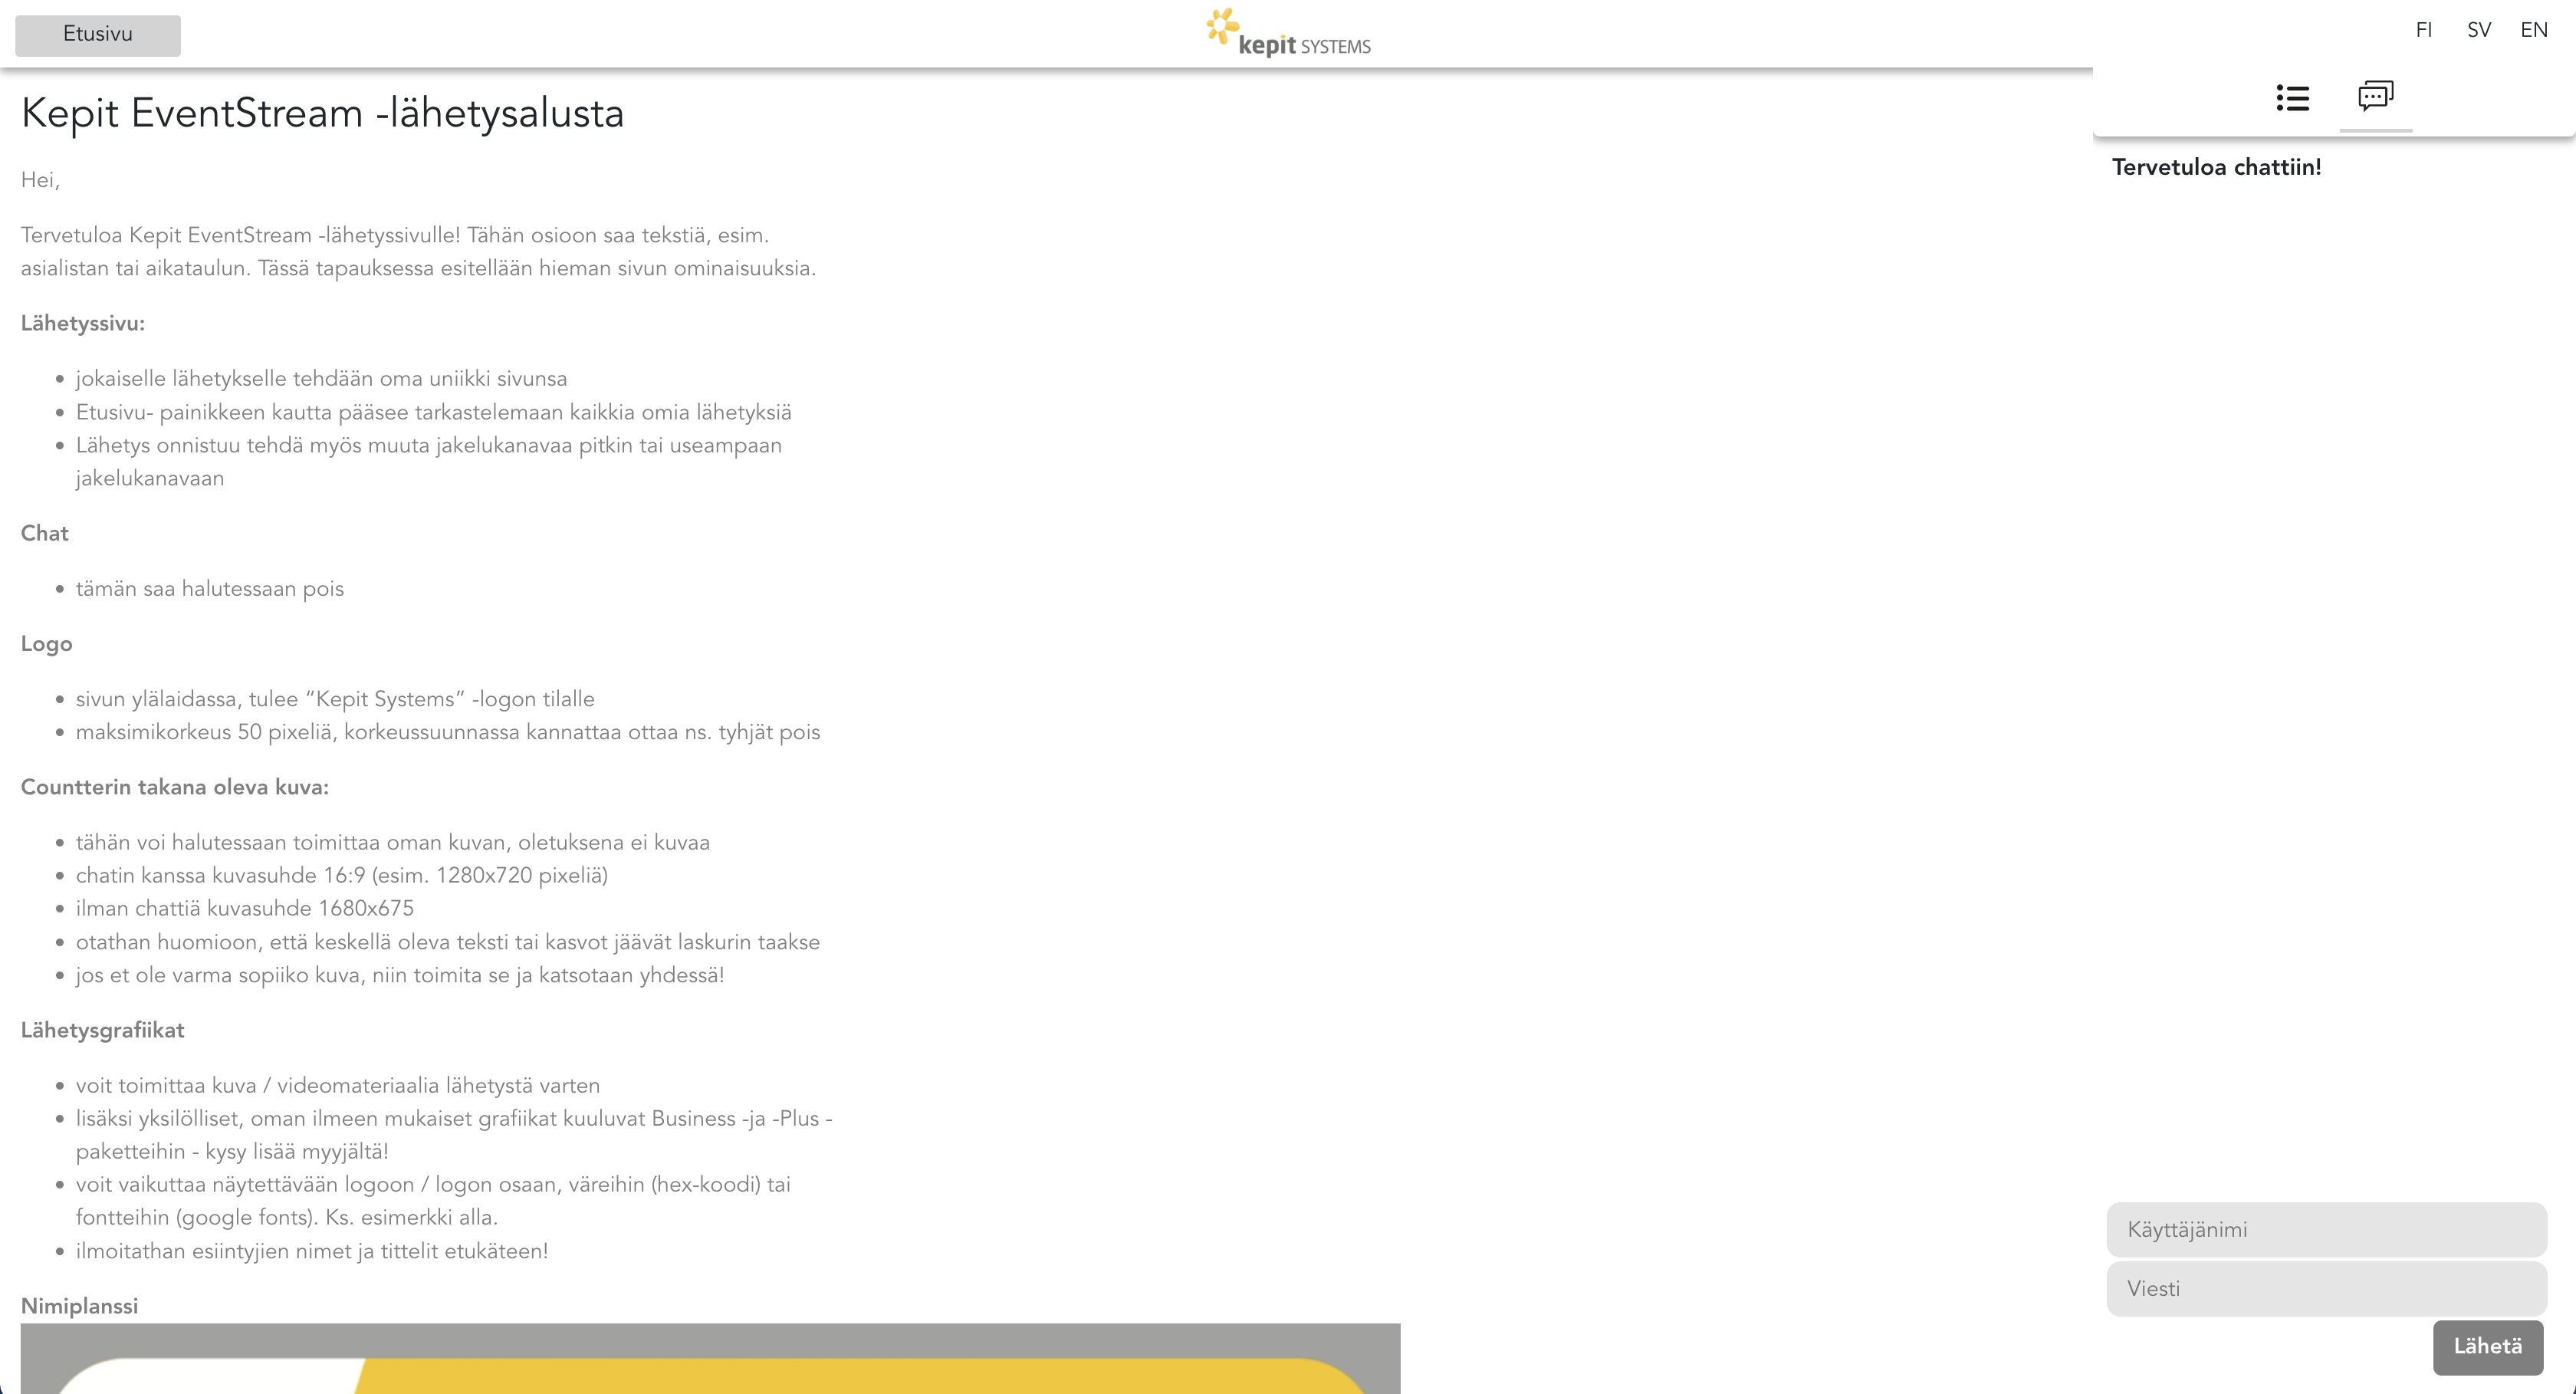 Etusivu
kepit SYSTEMS
FI SV EN
Kepit EventStream -lähetysalusta
Hei,
Tervetuloa Kepit EventStream -lähetyssivulle! Tähän osioon saa tekstiä, esim.
asialistan tai aikataulun. Tässä tapauksessa esitellään hieman sivun ominaisuuksia.
Lähetyssivu:
jokaiselle lähetykselle tehdään oma uniikki sivunsa
Etusivu- painikkeen kautta pääsee tarkastelemaan kaikkia omia lähetyksiä
Lähetys onnistuu tehdä myös muuta jakelukanavaa pitkin tai useampaan
jakelukanavaan
Chat
tämän saa halutessaan pois
Logo
sivun ylälaidassa, tulee “Kepit Systems” -logon tilalle
maksimikorkeus 50 pixeliä, korkeussuunnassa kannattaa ottaa ns. tyhjät pois
Countterin takana oleva kuva:
tähän voi halutessaan toimittaa oman kuvan, oletuksena ei kuvaa
chatin kanssa kuvasuhde 16:9 (esim. 1280x720 pixeliä)
ilman chattiä kuvasuhde 1680x675
otathan huomioon, että keskellä oleva teksti tai kasvot jäävät laskurin taakse
jos et ole varma sopiiko kuva, niin toimita se ja katsotaan yhdessä!
Lähetysgrafiikat
voit toimittaa kuva / videomateriaalia lähetystä varten
lisäksi yksilölliset, oman ilmeen mukaiset grafiikat kuuluvat Business -ja -Plus -
paketteihin - kysy lisää myyjältä!
voit vaikuttaa näytettävään logoon / logon osaan, väreihin (hex-koodi) tai
fontteihin (google fonts). Ks. esimerkki alla.
ilmoitathan esiintyjien nimet ja tittelit etukäteen!
Nimiplanssi
Tervetuloa chattiin!
Käyttäjänimi
Viesti
Lähetä